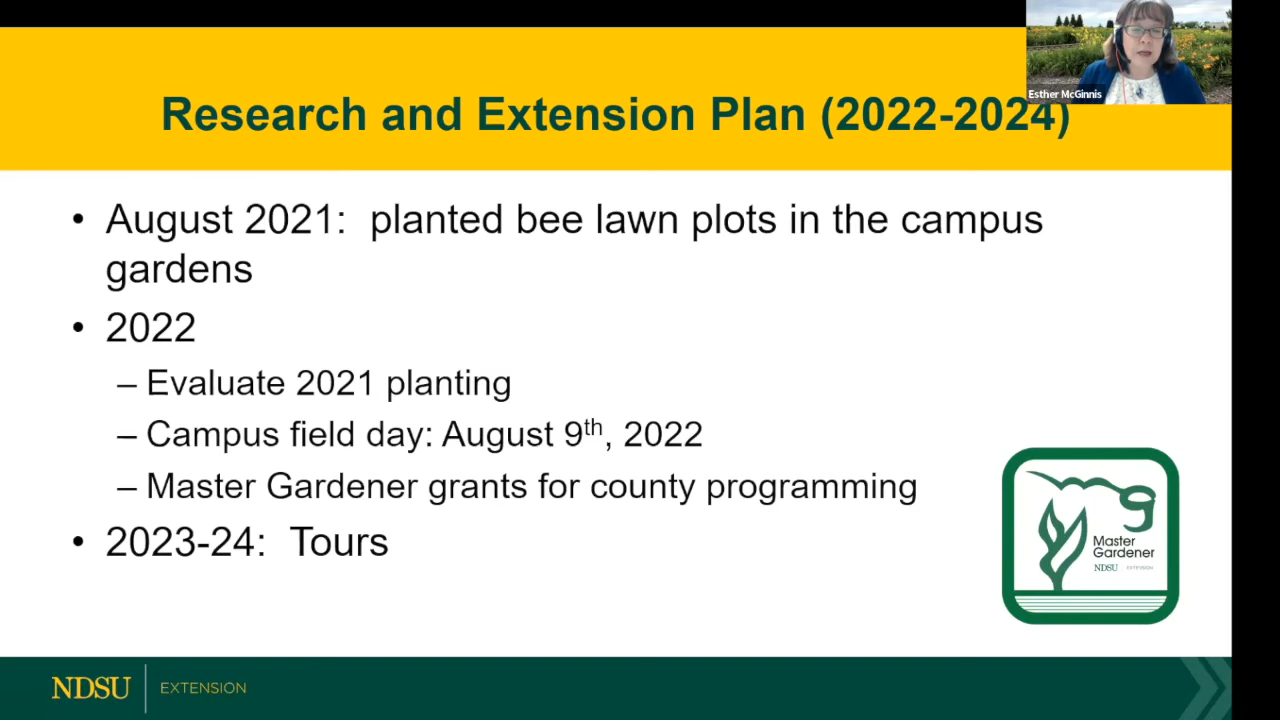 Esther McGinnis
Research and Extension Plan (2022-2024)
• August 2021:  planted bee lawn plots in the campus
gardens
• 2022
– Evaluate 2021 planting
– Campus field day: August 9th, 2022
– Master Gardener grants for county programming
• 2023-24:  Tours
Master
Gardener
NDSU | EXTENSION
NDSU | EXTENSION